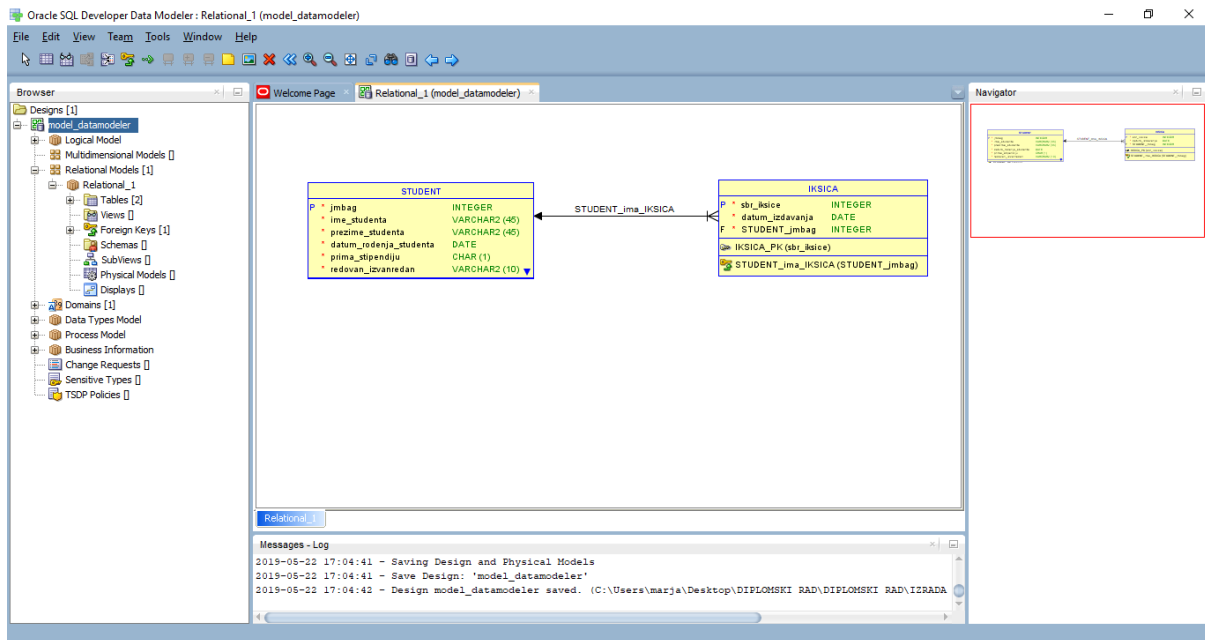 Oracle SQL Developer Data Modeler : Relational_1 (model_datamodeler)
File Edit View Team Tools Window Help
Browser
Designs [1]
model_datamodeler
Logical Model
Multidimensional Models []
Relational Models [1]
Relational_1
Tables [2]
Views []
Foreign Keys [1]
Schemas []
SubViews []
Physical Models []
Displays []
Domains [1]
Data Types Model
Process Model
Business Information
Change Requests []
Sensitive Types []
TSDP Policies []
Welcome Page
Relational_1 (model_datamodeler)
STUDENT
P * jmbag INTEGER
* ime_studenta VARCHAR2 (45)
* prezime_studenta VARCHAR2 (45)
* datum_rodenja_studenta DATE
* prima_stipendiju CHAR (1)
* redovan_izvanredan VARCHAR2 (10)
STUDENT_ima_IKSICA
IKSICA
P * sbr_iksice INTEGER
* datum_izdavanja DATE
F * STUDENT_jmbag INTEGER
IKSICA_PK (sbr_iksice)
STUDENT_ima_IKSICA (STUDENT_jmbag)
Relational_1
Messages - Log
2019-05-22 17:04:41 - Saving Design and Physical Models
2019-05-22 17:04:41 - Save Design: 'model_datamodeler'
2019-05-22 17:04:42 - Design model_datamodeler saved. (C:\Users\marja\Desktop\DIPLOMSKI RAD\DIPLOMSKI RAD\IZRADA
Navigator